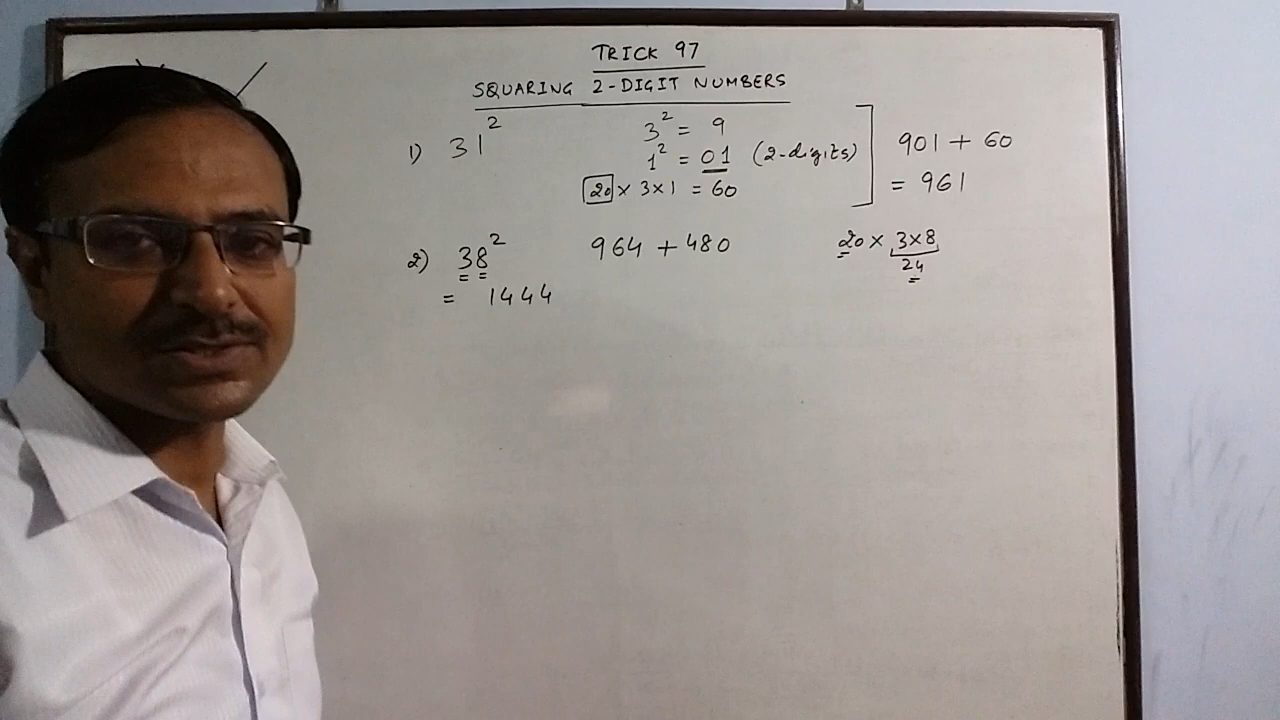 TRICK 97
SQUARING 2-DIGIT NUMBERS
1) 31² 3² = 9
1² = 01 (2-digits)
20 × 3×1 = 60
901 + 60
= 961
2) 38² 964 + 480 20 × 3×8
24
= 1444